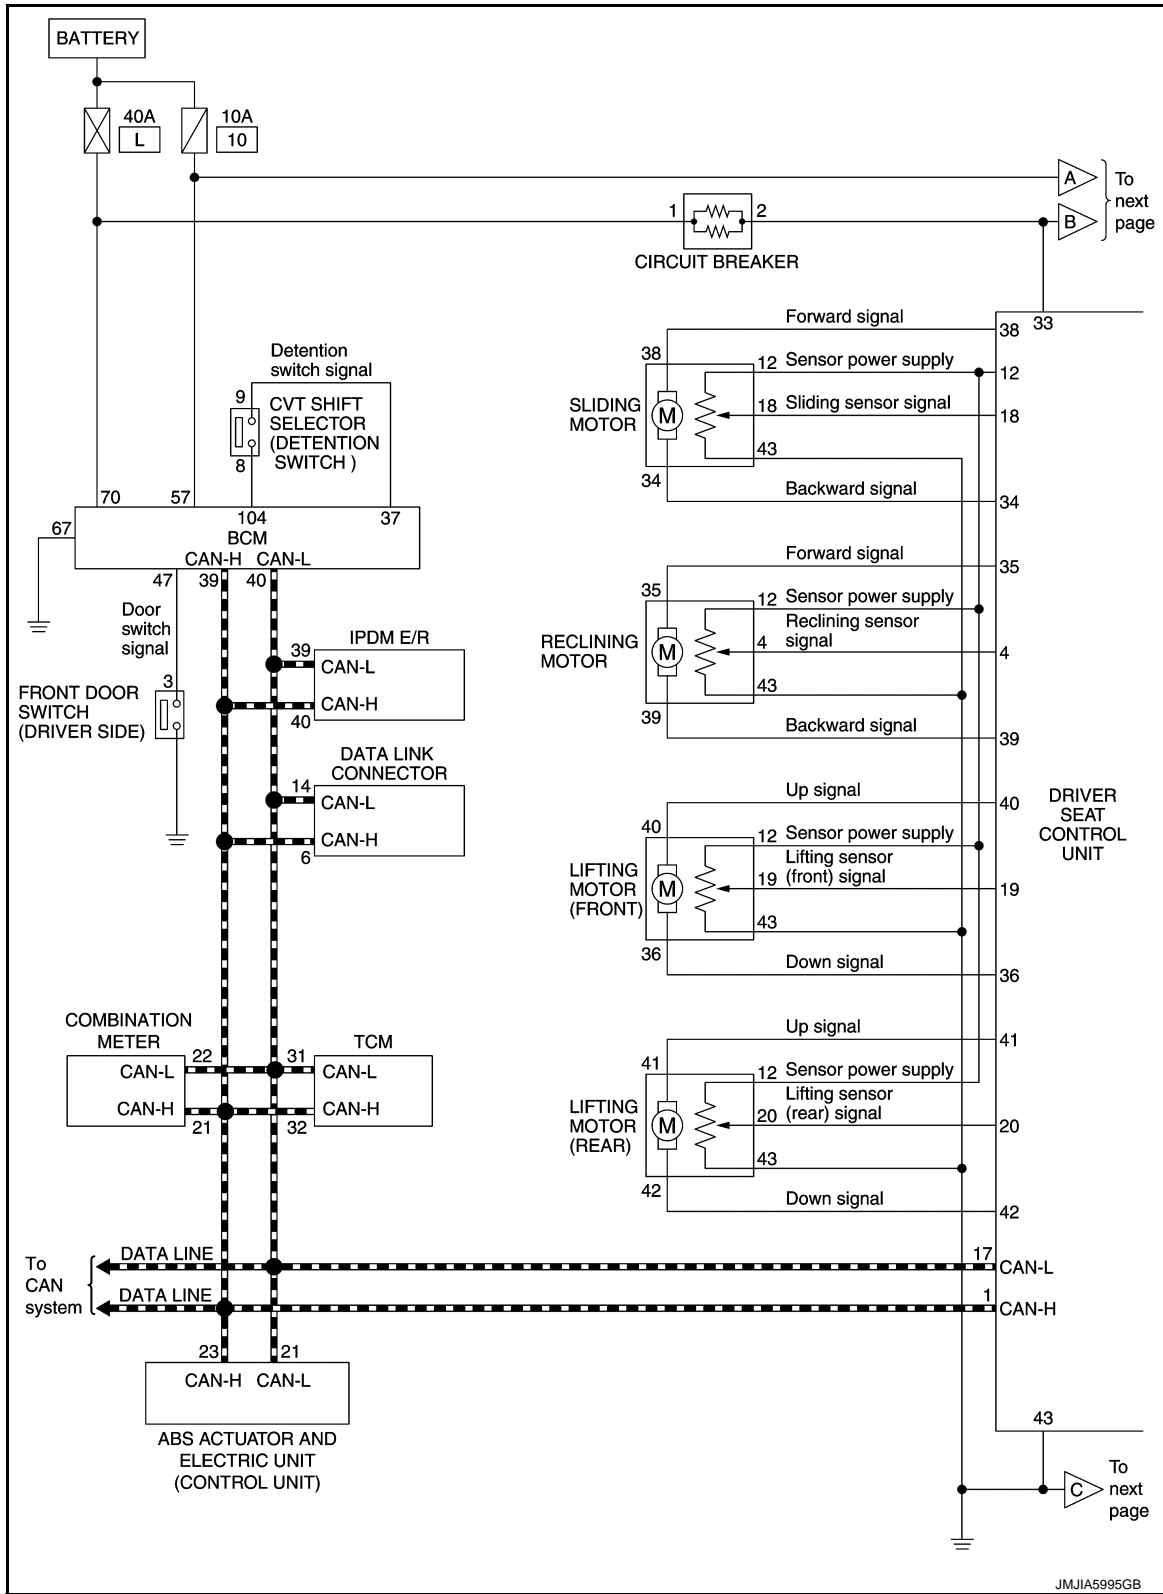 BATTERY
40A
L
10A
10
A
B
To
next
page
1
2
CIRCUIT BREAKER
33
Detention
switch signal
9
CVT SHIFT
SELECTOR
(DETENTION
SWITCH )
8
70
57
104
37
67
BCM
CAN-H
CAN-L
47
39
40
Door
switch
signal
3
FRONT DOOR
SWITCH
(DRIVER SIDE)
IPDM E/R
39
CAN-L
CAN-H
40
DATA LINK
CONNECTOR
14
CAN-L
CAN-H
6
COMBINATION
METER
22
CAN-L
CAN-H
21
TCM
31
CAN-L
CAN-H
32
To
CAN
system
DATA LINE
DATA LINE
23
21
CAN-H
CAN-L
ABS ACTUATOR AND
ELECTRIC UNIT
(CONTROL UNIT)
Forward signal
38
38
12
Sensor power supply
12
SLIDING
MOTOR
M
18
Sliding sensor signal
18
43
34
Backward signal
34
Forward signal
35
35
12
Sensor power supply
Reclining sensor
signal
RECLINING
MOTOR
M
4
4
43
39
Backward signal
39
Up signal
40
40
12
Sensor power supply
Lifting sensor
(front) signal
LIFTING
MOTOR
(FRONT)
M
19
19
43
36
Down signal
36
DRIVER
SEAT
CONTROL
UNIT
Up signal
41
41
12
Sensor power supply
Lifting sensor
(rear) signal
LIFTING
MOTOR
(REAR)
M
20
20
43
42
Down signal
42
17
CAN-L
1
CAN-H
43
C
To
next
page
JMJIA5995GB